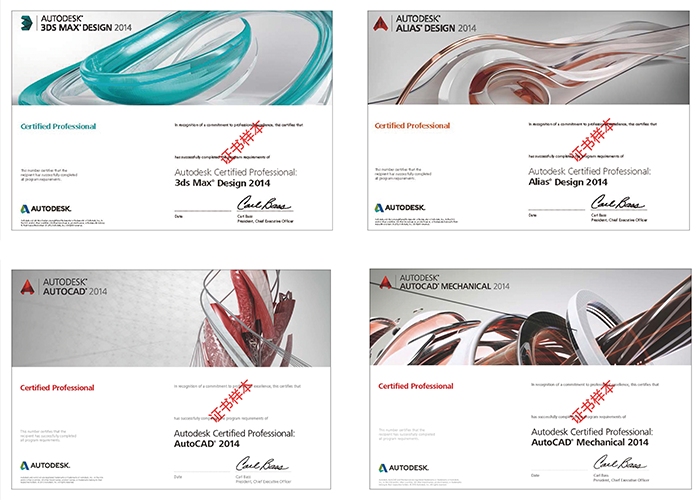 AUTODESK®
3DS MAX® DESIGN 2014
Certified Professional
In recognition of a commitment to professional excellence, this certifies that
证书样本
has successfully completed program requirements of
This number certifies that the
recipient has successfully completed
all program requirements.
Autodesk Certified Professional:
3ds Max® Design 2014
Carl Bass
AUTODESK.
Date
Carl Bass
President, Chief Executive Officer
AUTODESK®
ALIAS® DESIGN 2014
Certified Professional
In recognition of a commitment to professional excellence, this certifies that
证书样本
has successfully completed program requirements of
This number certifies that the
recipient has successfully completed
all program requirements.
Autodesk Certified Professional:
Alias® Design 2014
Carl Bass
AUTODESK.
Date
Carl Bass
President, Chief Executive Officer
AUTODESK®
AUTOCAD® 2014
Certified Professional
In recognition of a commitment to professional excellence, this certifies that
证书样本
has successfully completed program requirements of
This number certifies that the
recipient has successfully completed
all program requirements.
Autodesk Certified Professional:
AutoCAD® 2014
Carl Bass
AUTODESK.
Date
Carl Bass
President, Chief Executive Officer
AUTODESK®
AUTOCAD® MECHANICAL 2014
Certified Professional
In recognition of a commitment to professional excellence, this certifies that
证书样本
has successfully completed program requirements of
This number certifies that the
recipient has successfully completed
all program requirements.
Autodesk Certified Professional:
AutoCAD® Mechanical 2014
Carl Bass
AUTODESK.
Date
Carl Bass
President, Chief Executive Officer